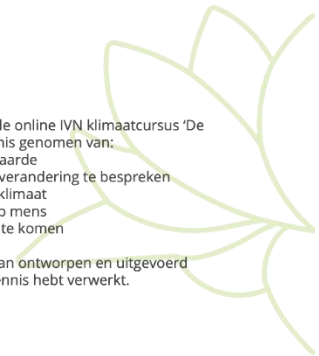 le online IVN klimaatcursus ‘De
nis genomen van:
aarde
verandering te bespreken
klimaat
p mens
te komen
an ontworpen en uitgevoerd
ennis hebt verwerkt.